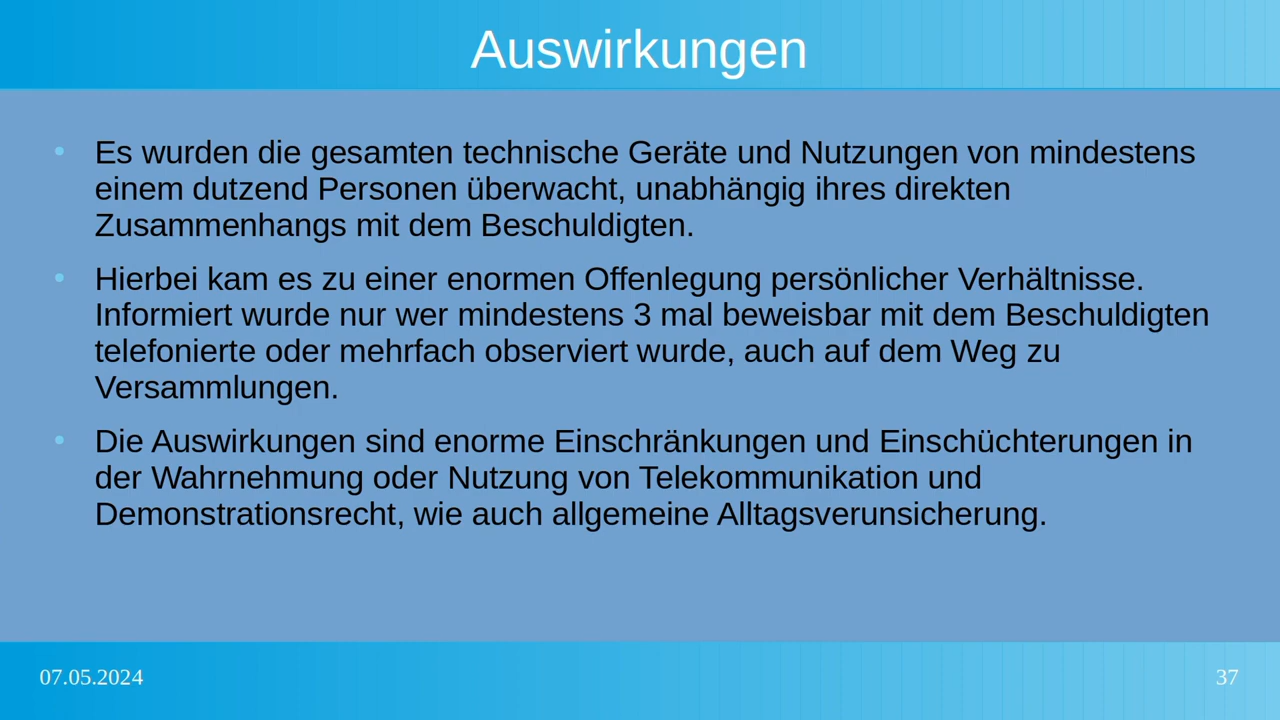 Auswirkungen
• Es wurden die gesamten technische Geräte und Nutzungen von mindestens
einem dutzend Personen überwacht, unabhängig ihres direkten
Zusammenhangs mit dem Beschuldigten.
• Hierbei kam es zu einer enormen Offenlegung persönlicher Verhältnisse.
Informiert wurde nur wer mindestens 3 mal beweisbar mit dem Beschuldigten
telefonierte oder mehrfach observiert wurde, auch auf dem Weg zu
Versammlungen.
• Die Auswirkungen sind enorme Einschränkungen und Einschüchterungen in
der Wahrnehmung oder Nutzung von Telekommunikation und
Demonstrationsrecht, wie auch allgemeine Alltagsverunsicherung.
07.05.2024
37